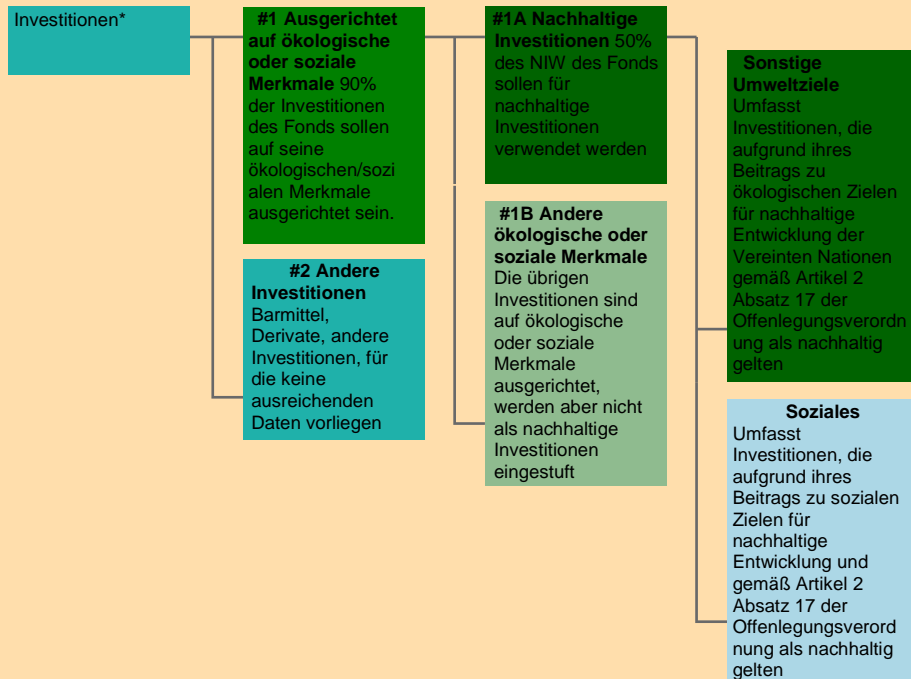 Investitionen*
#1 Ausgerichtet
auf ökologische
oder soziale
Merkmale 90%
der Investitionen
des Fonds sollen
auf seine
ökologischen/sozi
alen Merkmale
ausgerichtet sein.
#2 Andere
Investitionen
Barmittel,
Derivate, andere
Investitionen, für
die keine
ausreichenden
Daten vorliegen
#1A Nachhaltige
Investitionen 50%
des NIW des Fonds
sollen für
nachhaltige
Investitionen
verwendet werden
#1B Andere
ökologische oder
soziale Merkmale
Die übrigen
Investitionen sind
auf ökologische
oder soziale
Merkmale
ausgerichtet,
werden aber nicht
als nachhaltige
Investitionen
eingestuft
Sonstige
Umweltziele
Umfasst
Investitionen, die
aufgrund ihres
Beitrags zu
ökologischen Zielen
für nachhaltige
Entwicklung der
Vereinten Nationen
gemäß Artikel 2
Absatz 17 der
Offenlegungsverordn
nung als nachhaltig
gelten
Soziales
Umfasst
Investitionen, die
aufgrund ihres
Beitrags zu sozialen
Zielen für
nachhaltige
Entwicklung und
gemäß Artikel 2
Absatz 17 der
Offenlegungsverord
nung als nachhaltig
gelten